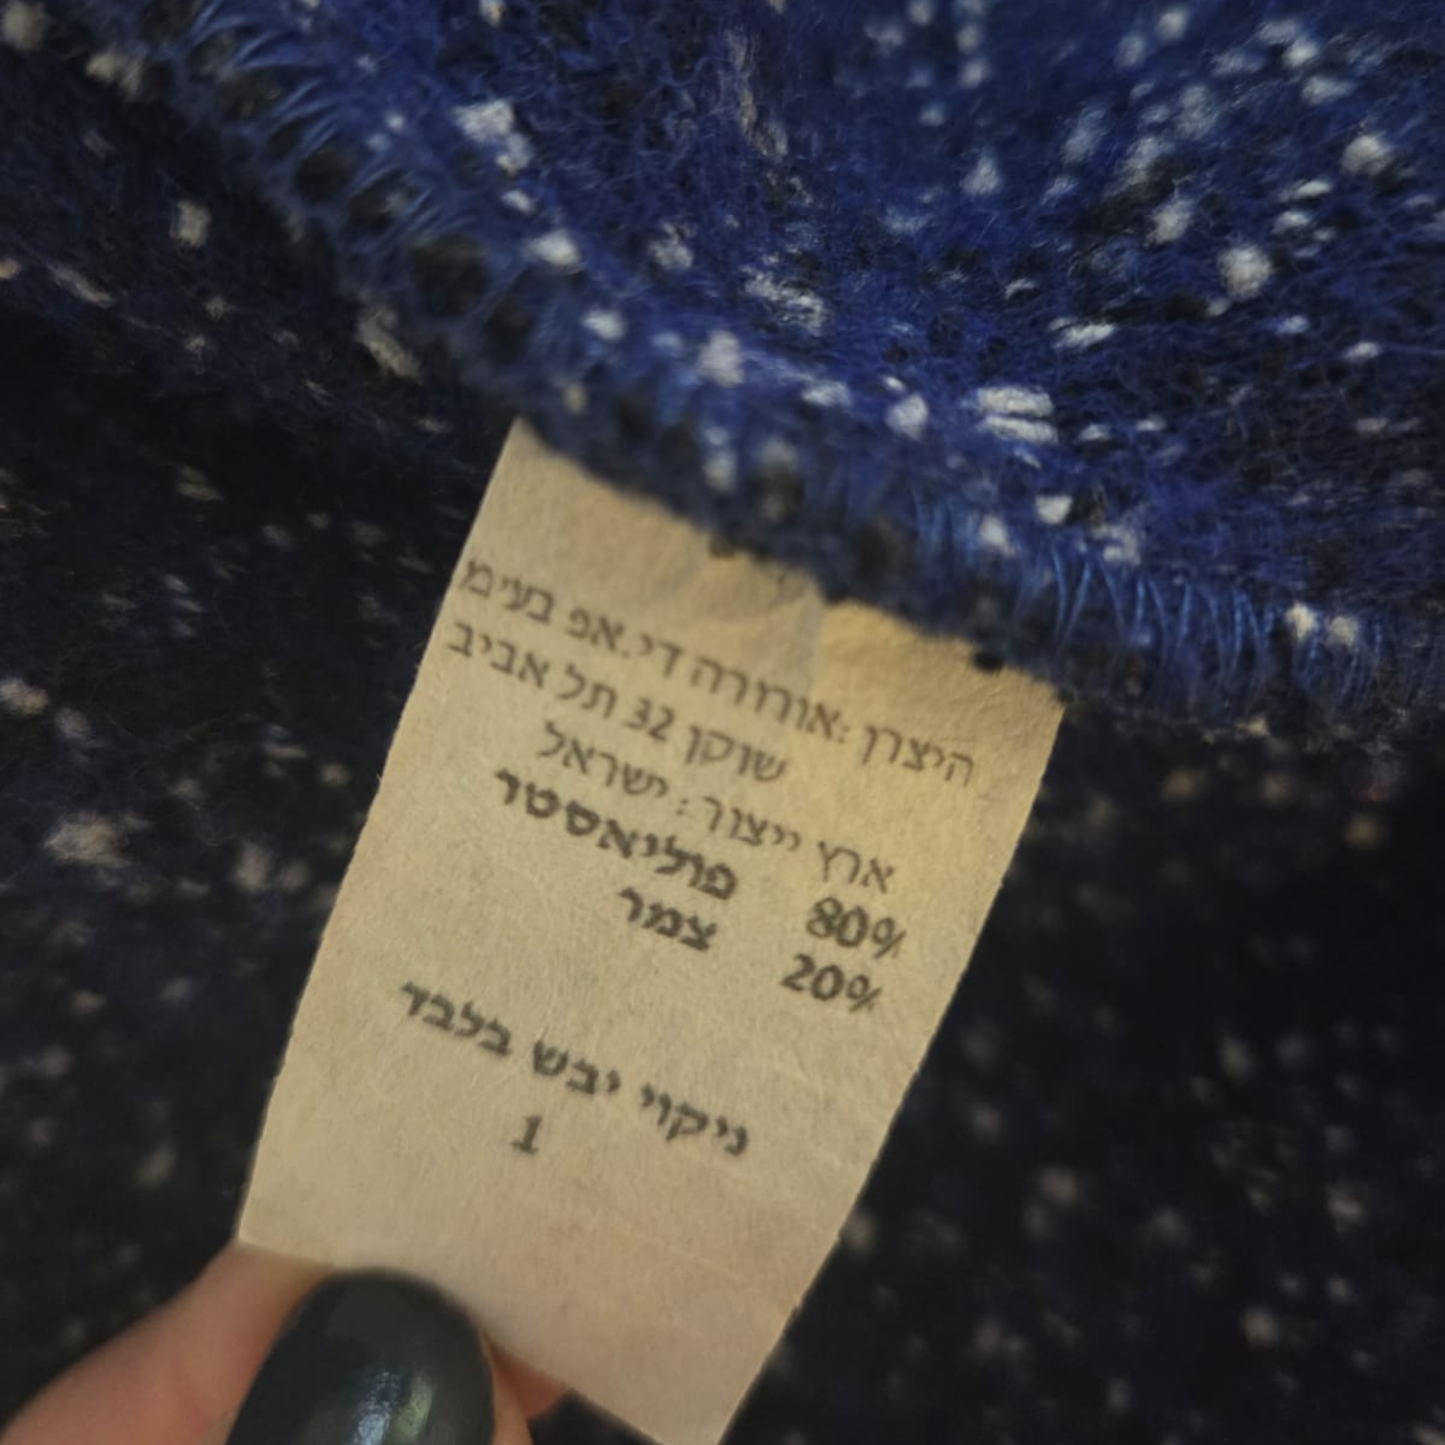 היצרן :אורורה די.אפ בעימ
שוקן 32 תל אביב
ארץ ייצור : ישראל
80% פוליאסטר
20% צמר
ניקוי יבש בלבד
1